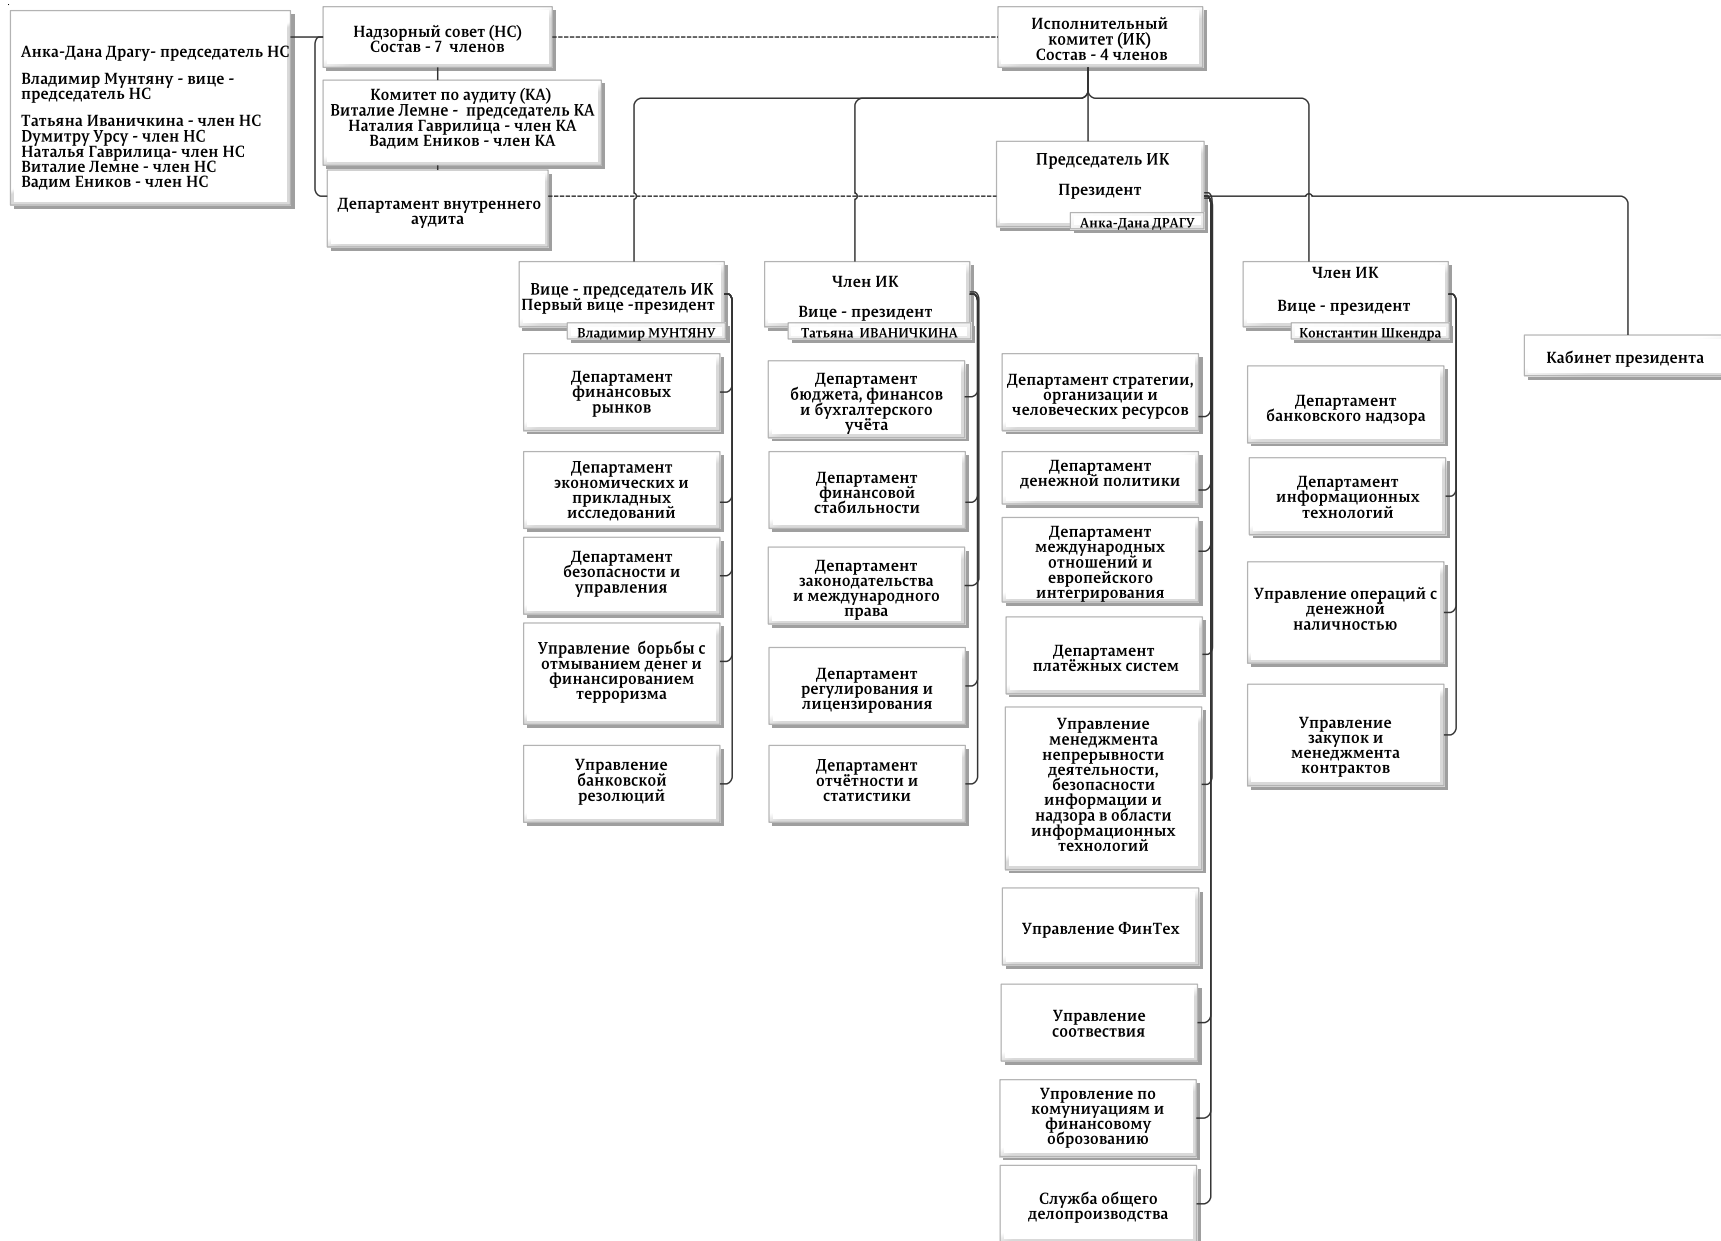 Анка-Дана Драгу- председатель НС
Владимир Мунтяну - вице -
председатель НС
Татьяна Иваничкина - член НС
Dумитру Урсу - член НС
Наталья Гаврилица- член НС
Виталие Лемне - член НС
Вадим Еников - член НС
Надзорный совет (НС)
Состав - 7 членов
Комитет по аудиту (КА)
Виталие Лемне - председатель КА
Наталия Гаврилица - член КА
Вадим Еников - член КА
Департамент внутреннего
аудита
Исполнительный
комитет (ИК)
Состав - 4 членов
Председатель ИК
Президент
Анка-Дана ДРАГУ
Вице - председатель ИК
Первый вице -президент
Владимир МУНТЯНУ
Департамент
финансовых
рынков
Департамент
экономических и
прикладных
исследований
Департамент
безопасности и
управления
Управление борьбы с
отмыванием денег и
финансированием
терроризма
Управление
банковской
резолюций
Член ИК
Вице - президент
Татьяна ИВАНИЧКИНА
Департамент
бюджета, финансов
и бухгалтерского
учёта
Департамент
финансовой
стабильности
Департамент
законодательства
и международного
права
Департамент
регулирования и
лицензирования
Департамент
отчётности и
статистики
Департамент стратегии,
организации и
человеческих ресурсов
Департамент
денежной политики
Департамент
международных
отношений и
европейского
интегрирования
Департамент
платёжных систем
Управление
менеджмента
непрерывности
деятельности,
безопасности
информации и
надзора в области
информационных
технологий
Управление ФинТех
Управление
соотвествия
Упровление по
комуниуациям и
финансовому
оброзованию
Служба общего
делопроизводства
Член ИК
Вице - президент
Константин Шкендра
Департамент
банковского надзора
Департамент
информационных
технологий
Управление операций с
денежной
наличностью
Управление
закупок и
менеджмента
контрактов
Кабинет президента